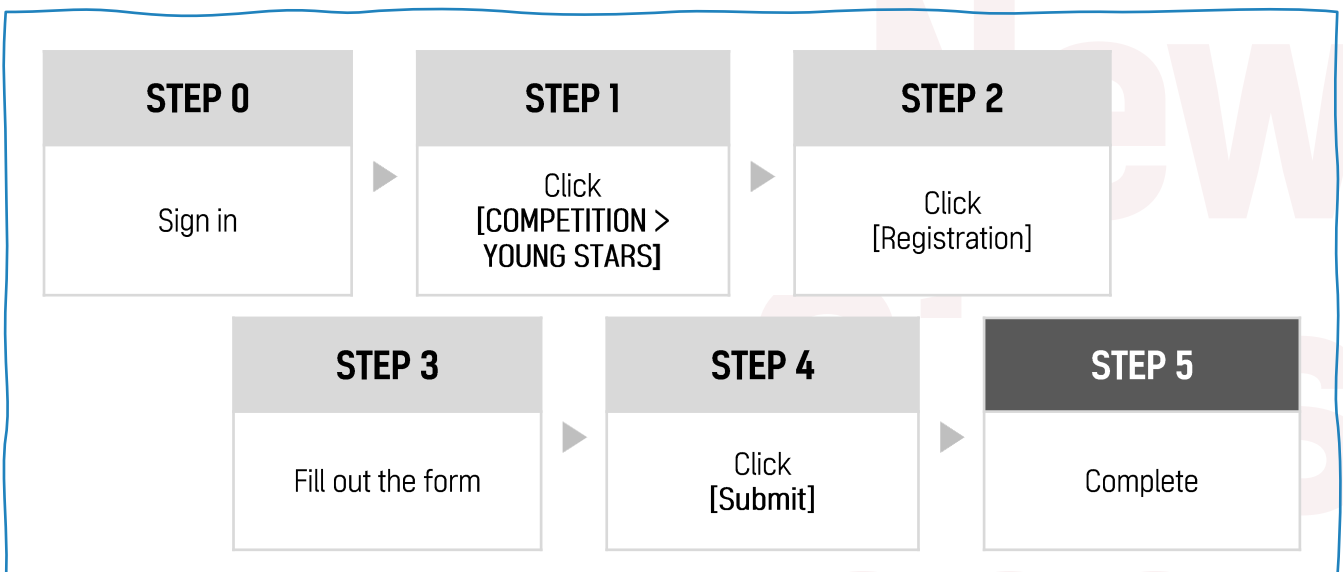 STEP 0
Sign in
STEP 1
Click
[COMPETITION >
YOUNG STARS]
STEP 2
Click
[Registration]
STEP 3
Fill out the form
STEP 4
Click
[Submit]
STEP 5
Complete
New